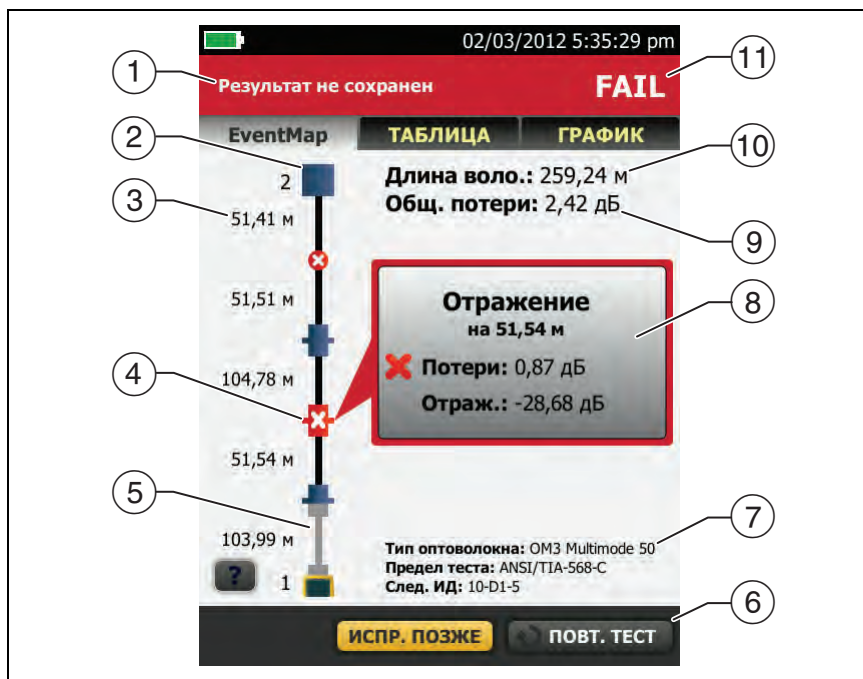 02/03/2012 5:35:29 pm
1
Результат не сохранен
FAIL
11
EventMap
ТАБЛИЦА
ГРАФИК
2
2
Длина воло.: 259,24 м
10
3
51,41 м
Общ. потери: 2,42 дБ
9
51,51 м
Отражение
на 51,54 м
8
Потери: 0,87 дБ
Отраж.: -28,68 дБ
4
104,78 м
51,54 м
5
103,99 м
7
Тип оптоволокна: OM3 Multimode 50
Предел теста: ANSI/TIA-568-C
След. ИД: 10-D1-5
?
1
6
ИСПР. ПОЗЖЕ
ПОВТ. ТЕСТ